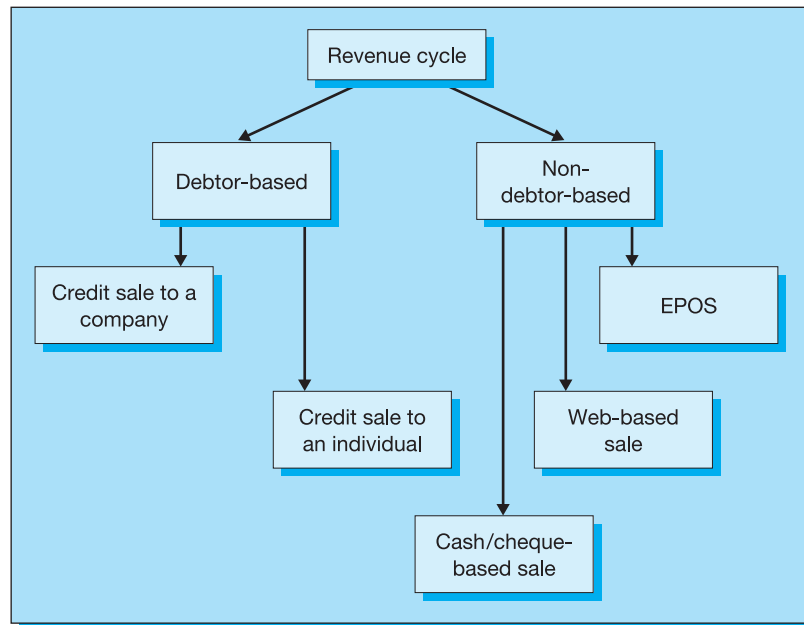 Revenue cycle
Debtor-based
Non-
debtor-based
Credit sale to a
company
EPOS
Credit sale to
an individual
Web-based
sale
Cash/cheque-
based sale